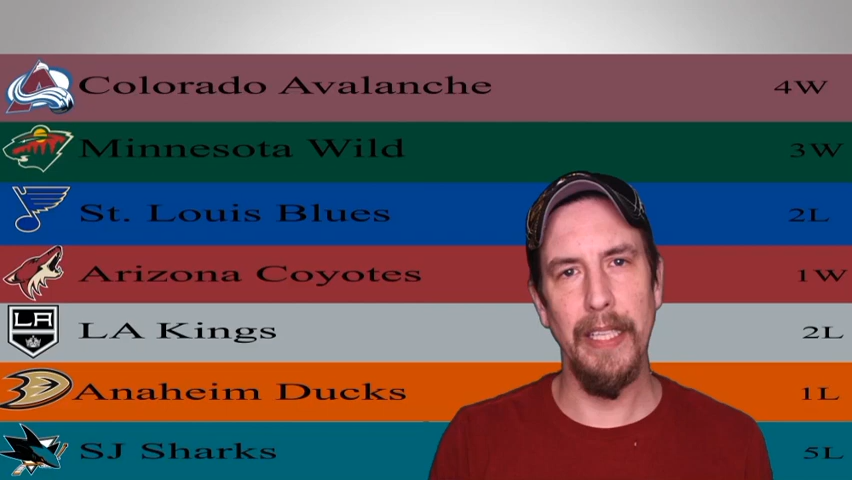 Colorado Avalanche 4W
Minnesota Wild 3W
St. Louis Blues 2L
Arizona Coyotes 1W
LA
LA Kings 2L
Anaheim Ducks 1L
SJ Sharks 5L